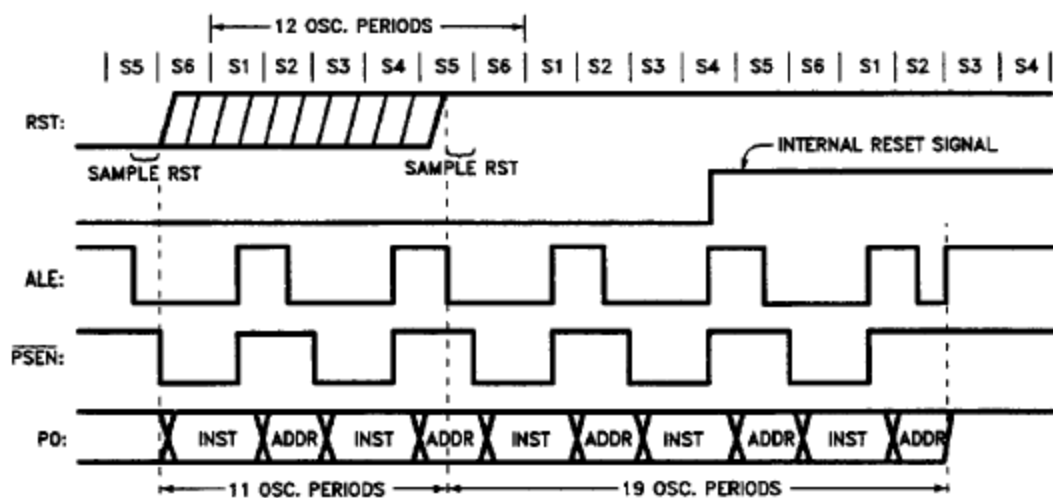 12 OSC. PERIODS
S5 S6 S1 S2 S3 S4 S5 S6 S1 S2 S3 S4 S5 S6 S1 S2 S3 S4
RST:
INTERNAL RESET SIGNAL
SAMPLE RST SAMPLE RST
ALE:
PSEN:
P0: INST ADDR INST ADDR INST ADDR INST ADDR INST ADDR
11 OSC. PERIODS 19 OSC. PERIODS